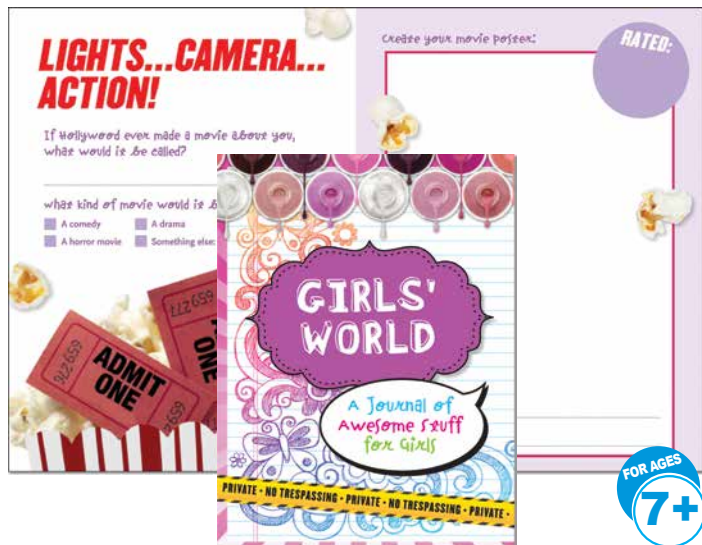 LIGHTS...CAMERA...
ACTION!
If Hollywood ever made a movie about you,
what would it be called?
what kind of movie would it
A comedy
A drama
A horror movie
Something else:
659277
659276
ADMIT
ONE
ONE
Create your movie poster:
RATED:
GIRLS'
WORLD
A Journal of
Awesome Stuff
for Girls
PRIVATE • NO TRESPASSING • PRIVATE • NO TRESPASSING • PRIVATE •
FOR AGES
7+